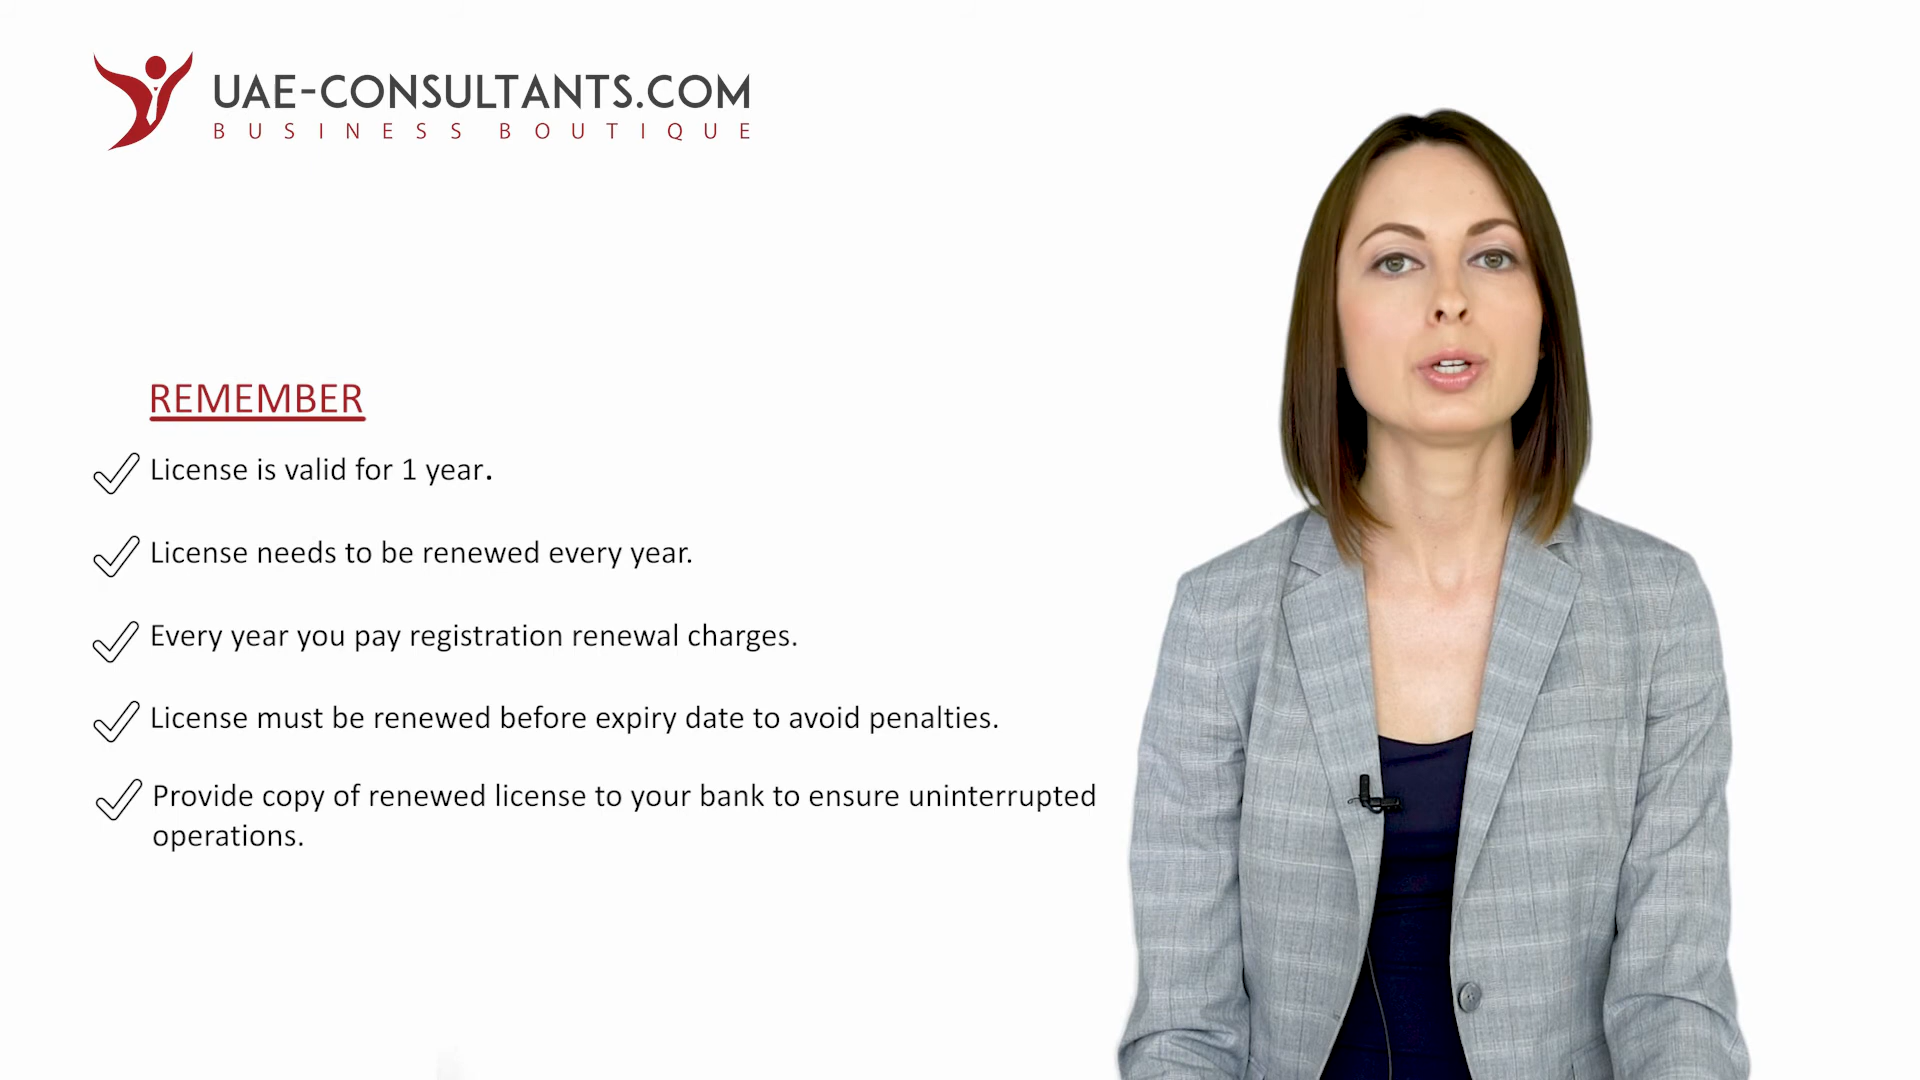 UAE-CONSULTANTS.COM
BUSINESS BOUTIQUE
REMEMBER
License is valid for 1 year.
License needs to be renewed every year.
Every year you pay registration renewal charges.
License must be renewed before expiry date to avoid penalties.
Provide copy of renewed license to your bank to ensure uninterrupted
operations.